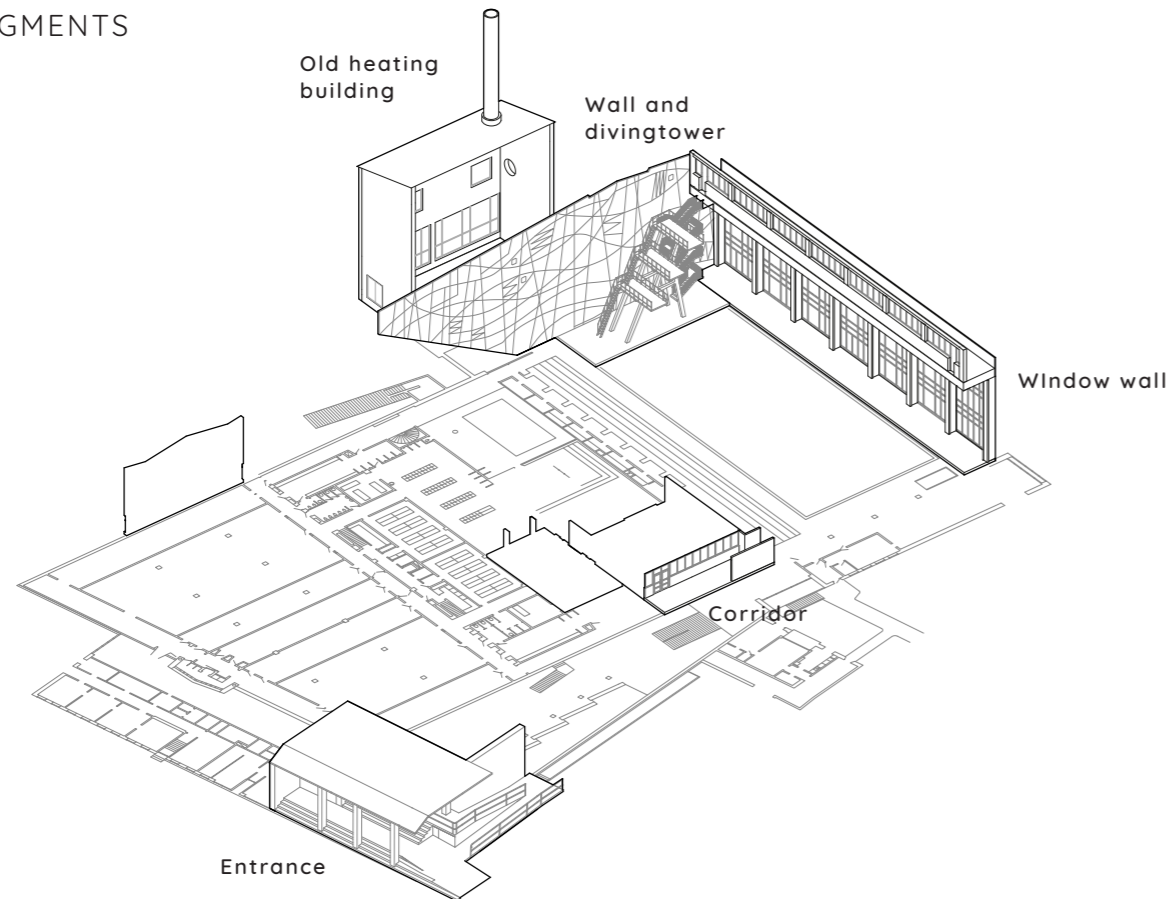 GMENTS
Old heating
building
Wall and
divingtower
WIndow wall
Corridor
Entrance